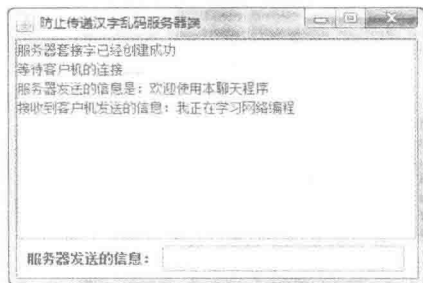 防止传递汉字乱码服务器端
服务器套接字已经创建成功
等待客户机的连接......
服务器发送的信息是：欢迎使用本聊天程序
接收到客户机发送的信息：我正在学习网络编程
服务器发送的信息：